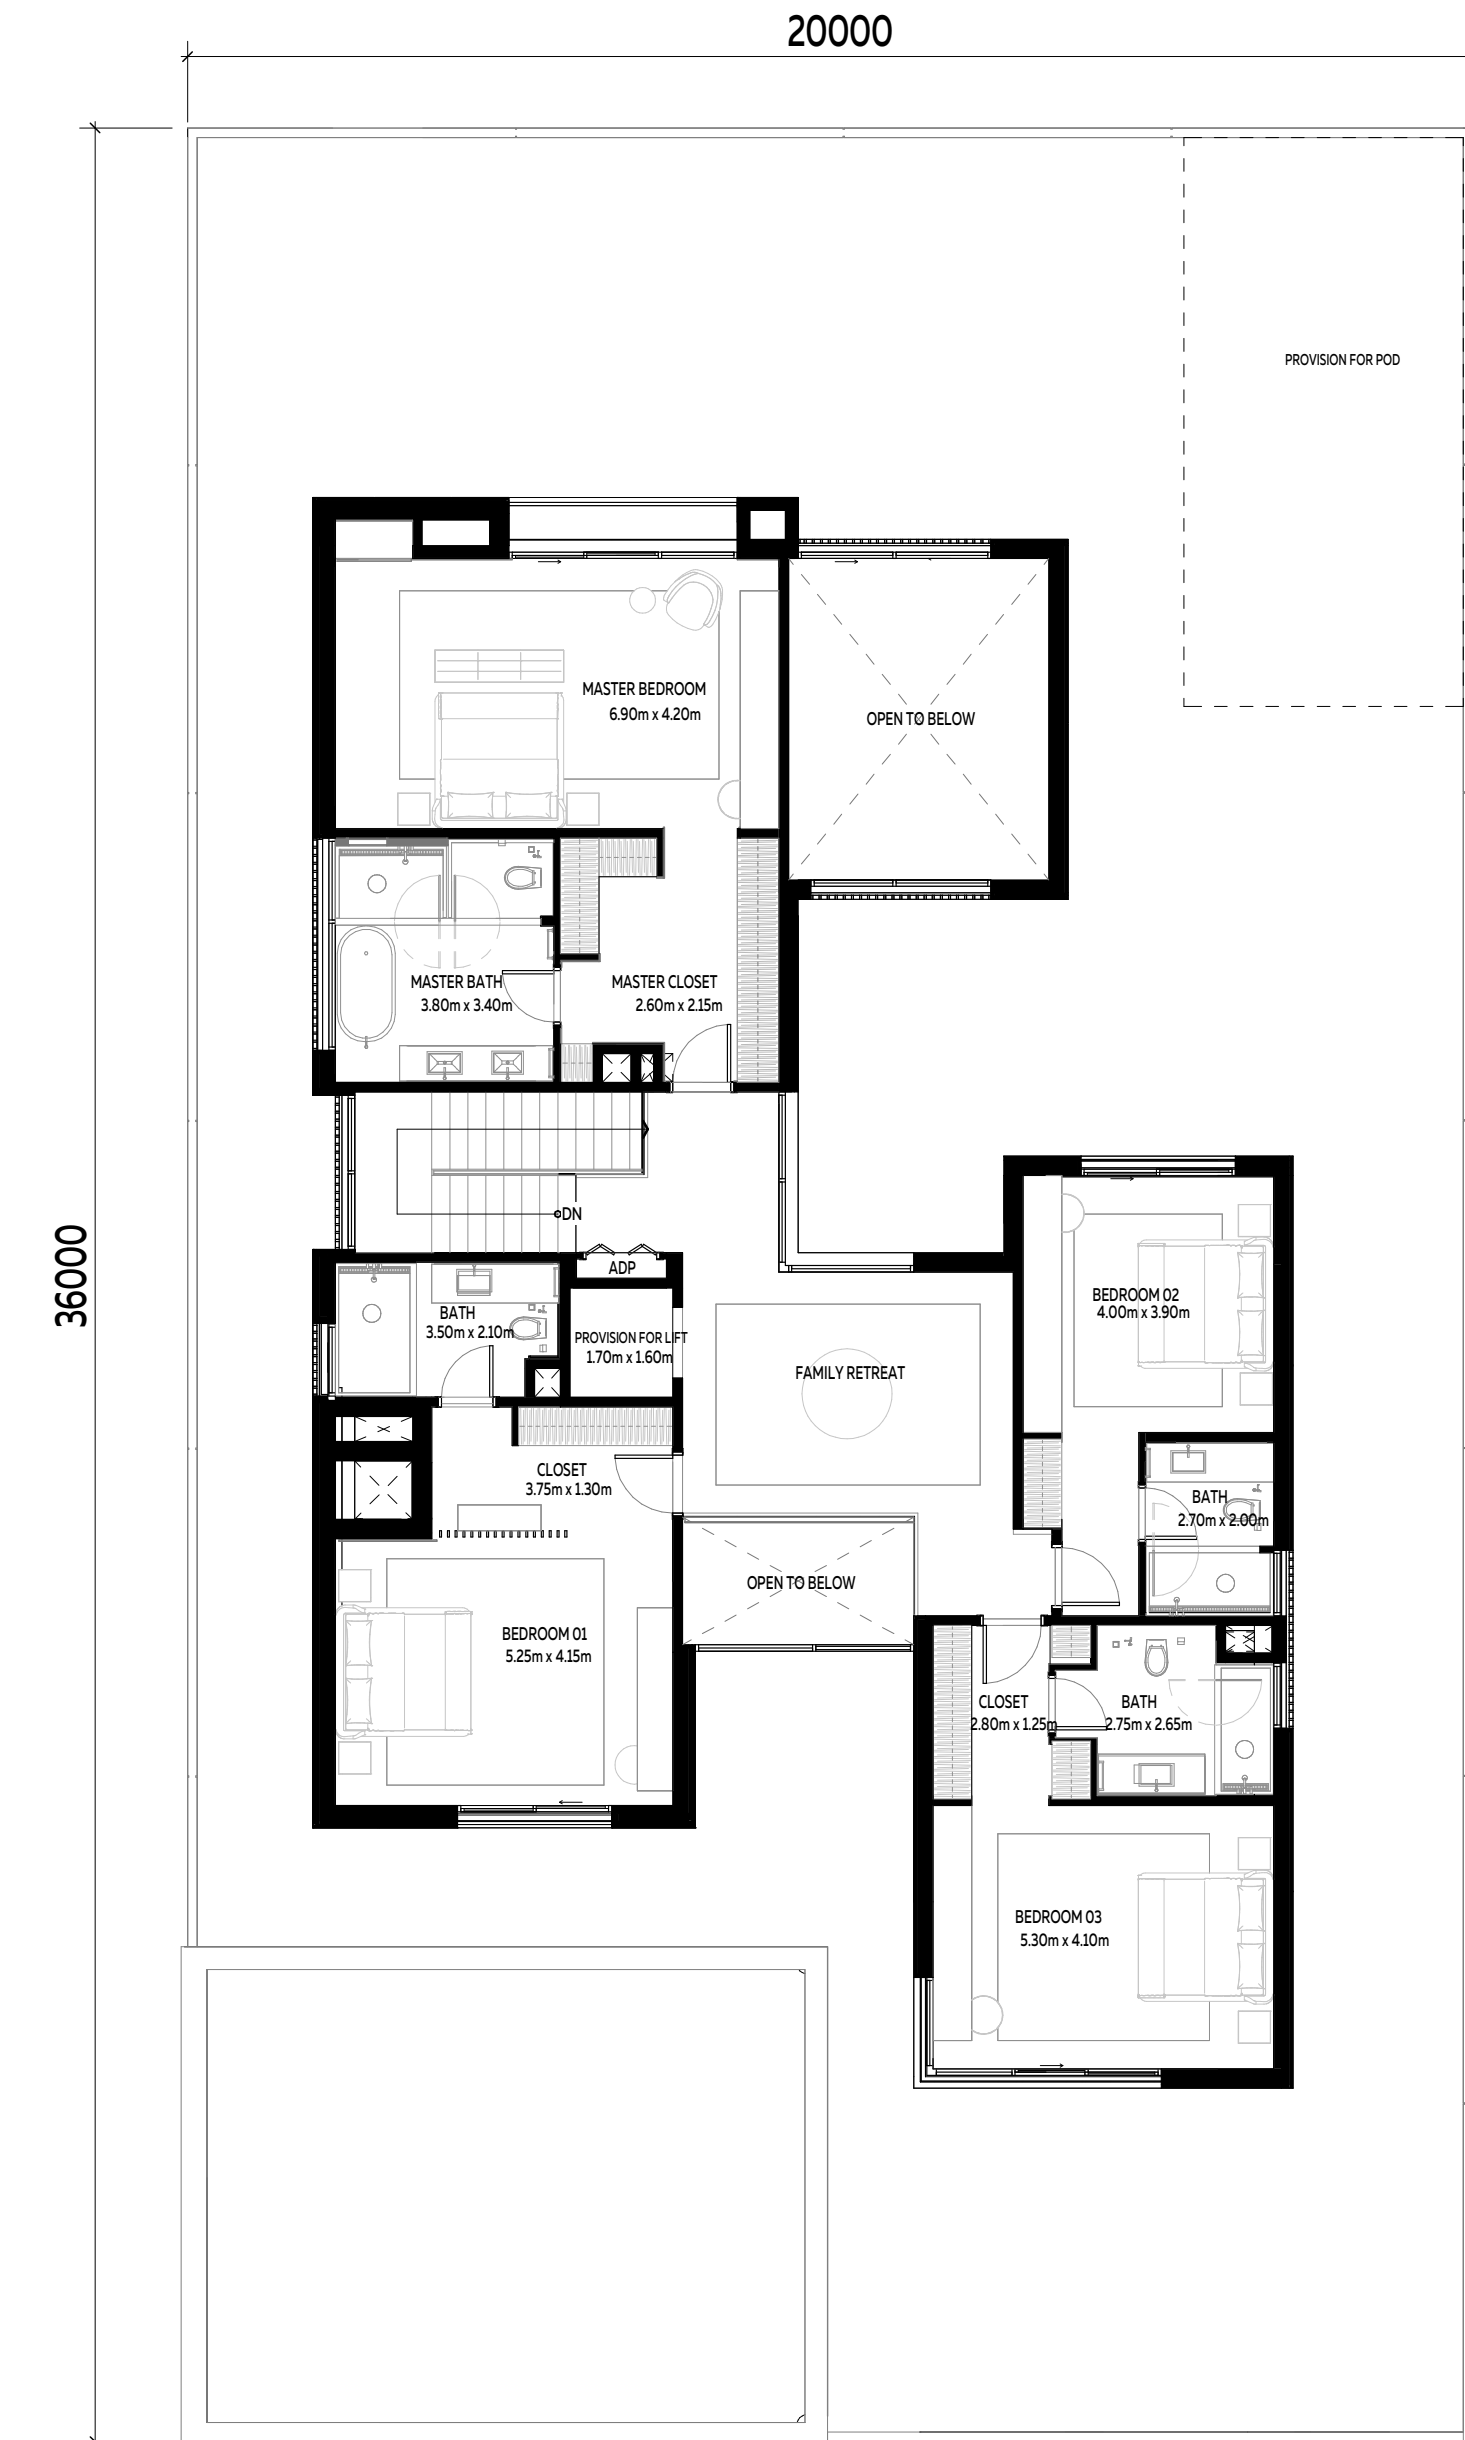 20000
36000
PROVISION FOR POD
MASTER BEDROOM
6.90m x 4.20m
OPEN TO BELOW
MASTER BATH
3.80m x 3.40m
MASTER CLOSET
2.60m x 2.15m
DN
ADP
BATH
3.50m x 2.10m
PROVISION FOR LIFT
1.70m x 1.60m
FAMILY RETREAT
BEDROOM 02
4.00m x 3.90m
CLOSET
3.75m x 1.30m
BATH
2.70m x 2.00m
OPEN TO BELOW
BEDROOM 01
5.25m x 4.15m
CLOSET
2.80m x 1.25m
BATH
2.75m x 2.65m
BEDROOM 03
5.30m x 4.10m